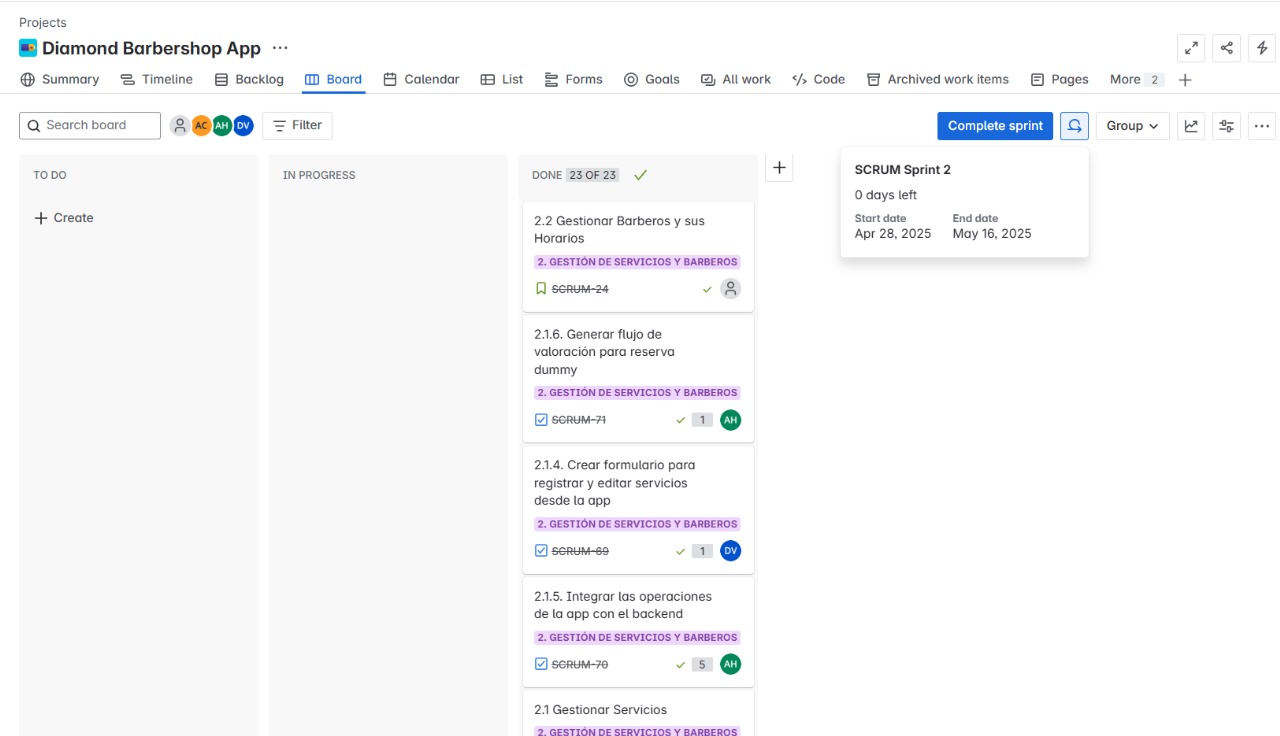 Projects
Diamond Barbershop App
Summary Timeline Backlog Board Calendar List Forms Goals All work Code Archived work items Pages More 2
Search board AC AH DV Filter Complete sprint Group
TO DO
Create
IN PROGRESS
DONE 23 OF 23
2.2 Gestionar Barberos y sus
Horarios
2. GESTIÓN DE SERVICIOS Y BARBEROS
SCRUM-24
2.1.6. Generar flujo de
valoración para reserva
dummy
2. GESTIÓN DE SERVICIOS Y BARBEROS
SCRUM-71 1 AH
2.1.4. Crear formulario para
registrar y editar servicios
desde la app
2. GESTIÓN DE SERVICIOS Y BARBEROS
SCRUM-69 1 DV
2.1.5. Integrar las operaciones
de la app con el backend
2. GESTIÓN DE SERVICIOS Y BARBEROS
SCRUM-70 5 AH
2.1 Gestionar Servicios
2. GESTIÓN DE SERVICIOS Y BARBEROS
SCRUM Sprint 2
0 days left
Start date End date
Apr 28, 2025 May 16, 2025